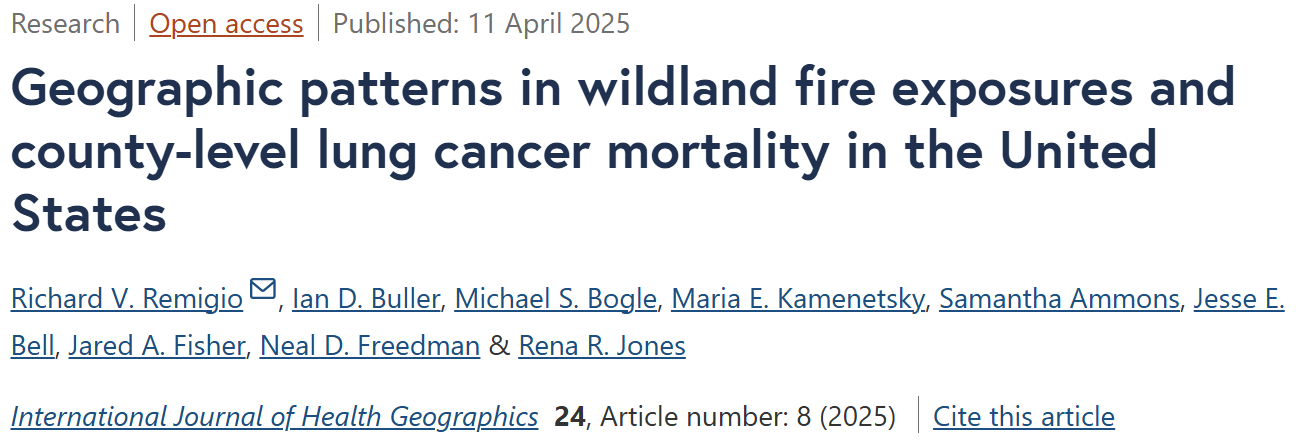 Research | Open access | Published: 11 April 2025
Geographic patterns in wildland fire exposures and
county-level lung cancer mortality in the United
States
Richard V. Remigio, Ian D. Buller, Michael S. Bogle, Maria E. Kamenetsky, Samantha Ammons, Jesse E.
Bell, Jared A. Fisher, Neal D. Freedman & Rena R. Jones
International Journal of Health Geographics 24, Article number: 8 (2025) | Cite this article